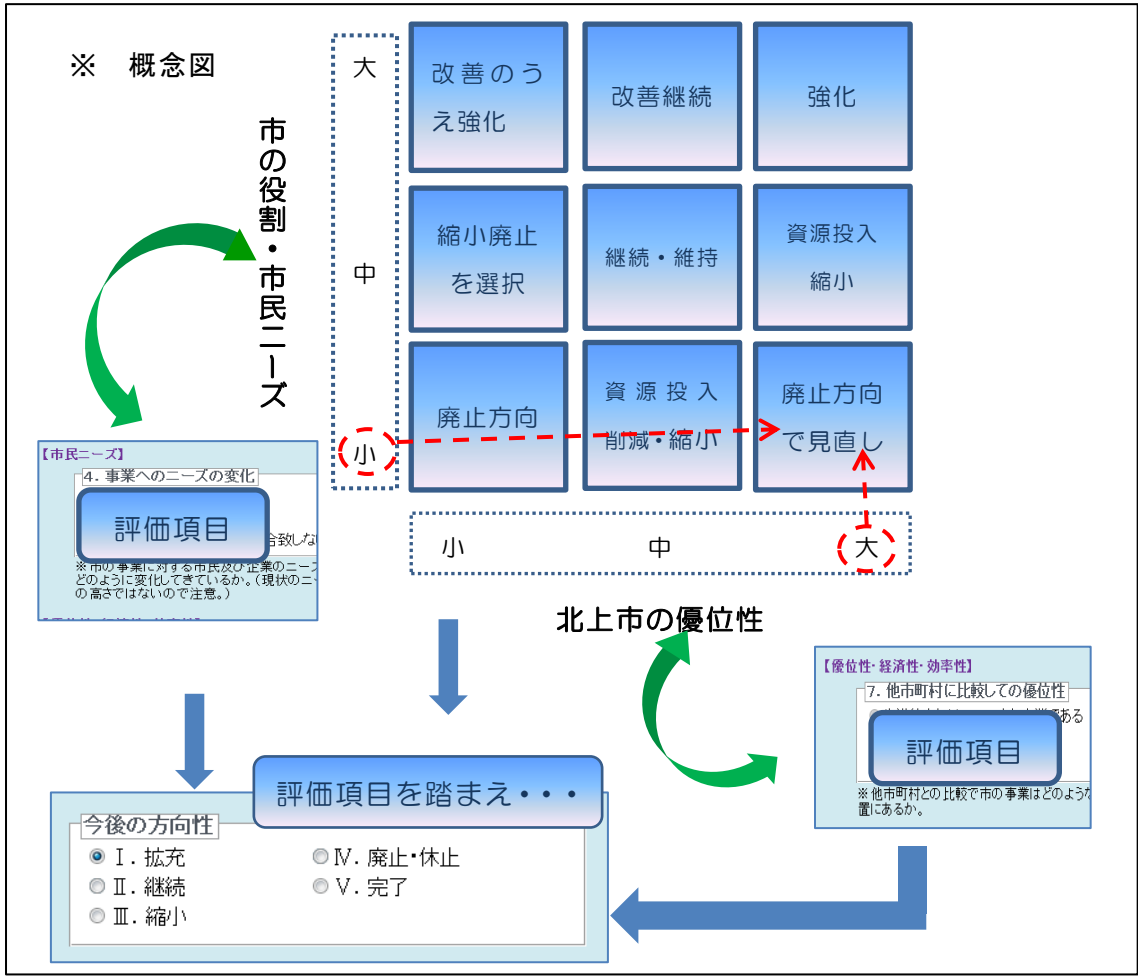 ※ 概念図
市の役割・市民ニーズ
大
中
小
改善のう
え強化
改善継続
強化
縮小廃止
を選択
継続・維持
資源投入
縮小
廃止方向
資源投入
削減・縮小
廃止方向
で見直し
小 中 大
北上市の優位性
【市民ニーズ】
4. 事業へのニーズの変化
評価項目
合致しな
※市の事業に対する市民及び企業のニーズ
どのように変化してきているか。(現状のニー
の高さではないので注意。)
【優位性・経済性・効率性】
7. 他市町村に比較しての優位性
である
評価項目
※他市町村との比較で市の事業はどのような
置にあるか。
評価項目を踏まえ・・・
今後の方向性
Ⅰ. 拡充
Ⅱ. 継続
Ⅲ. 縮小
Ⅳ. 廃止・休止
Ⅴ. 完了